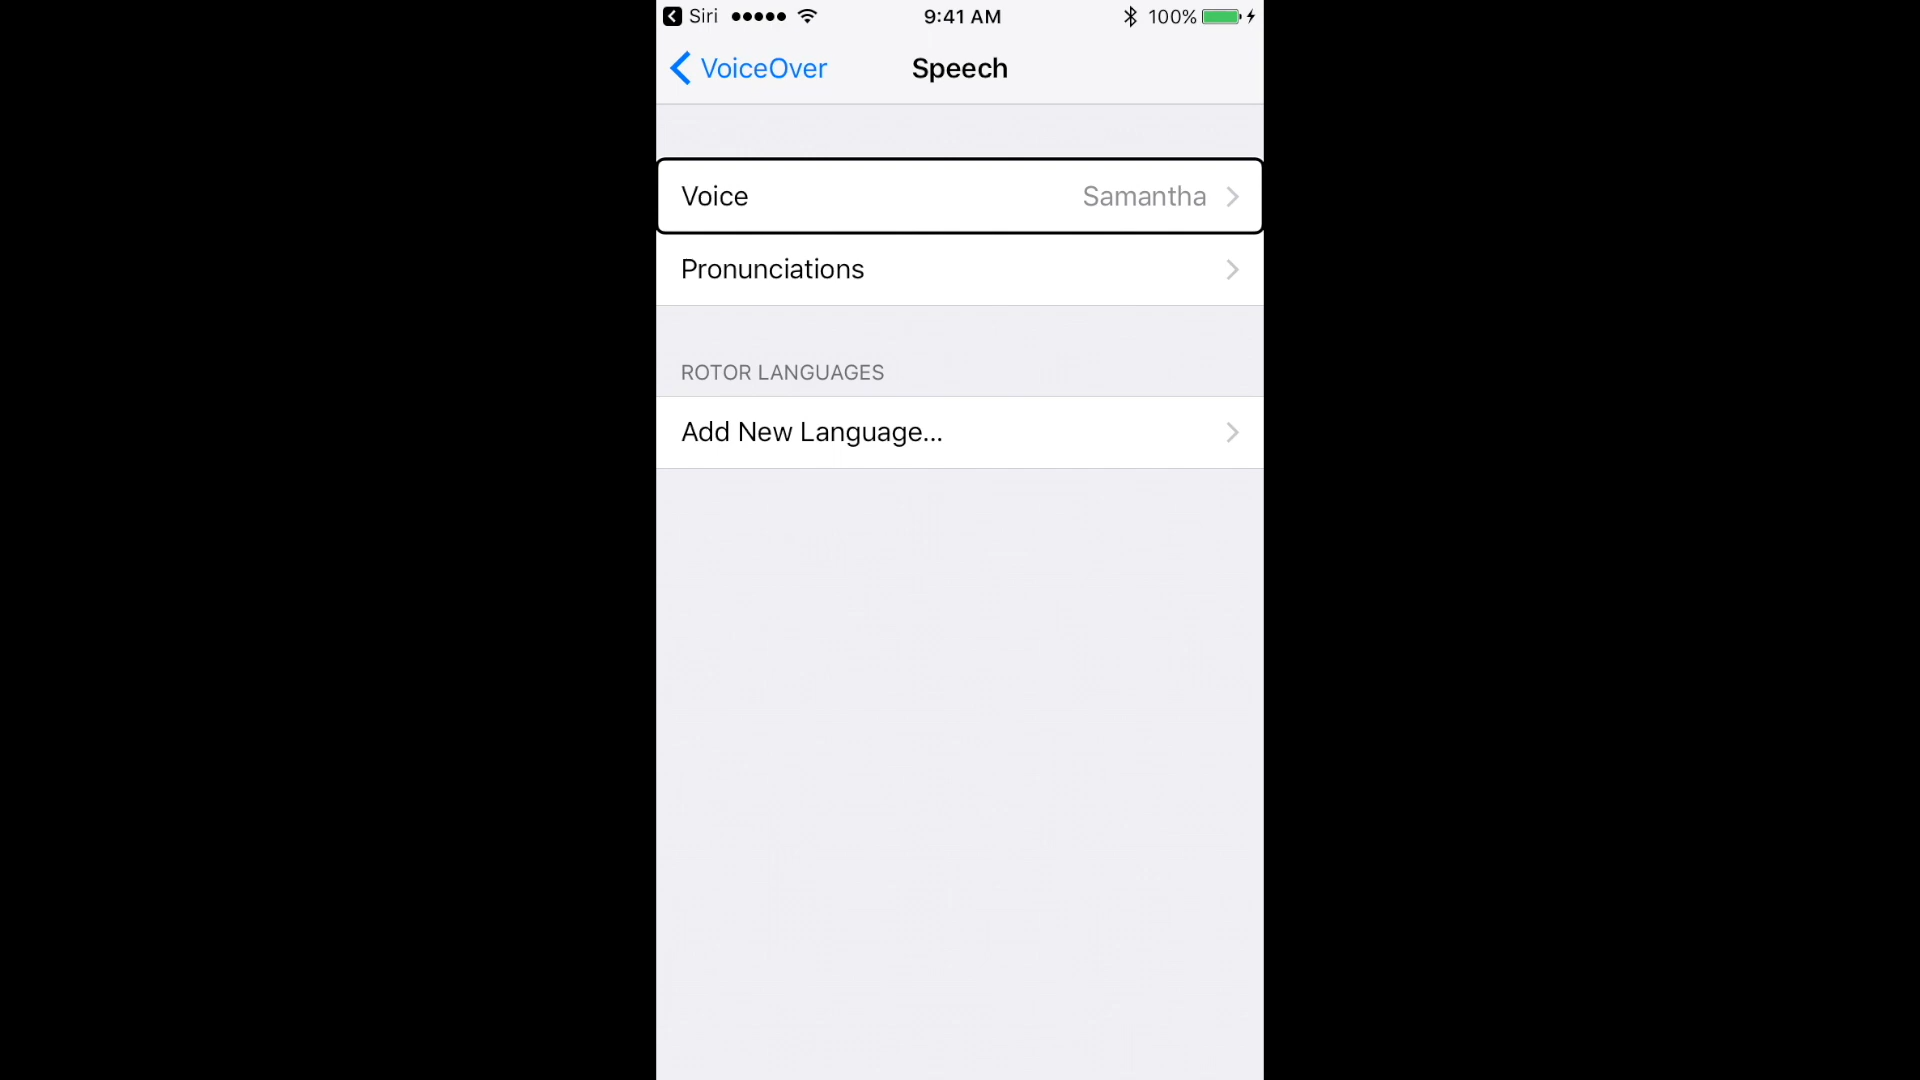 Siri 9:41 AM 100%
VoiceOver Speech
Voice Samantha
Pronunciations
ROTOR LANGUAGES
Add New Language...